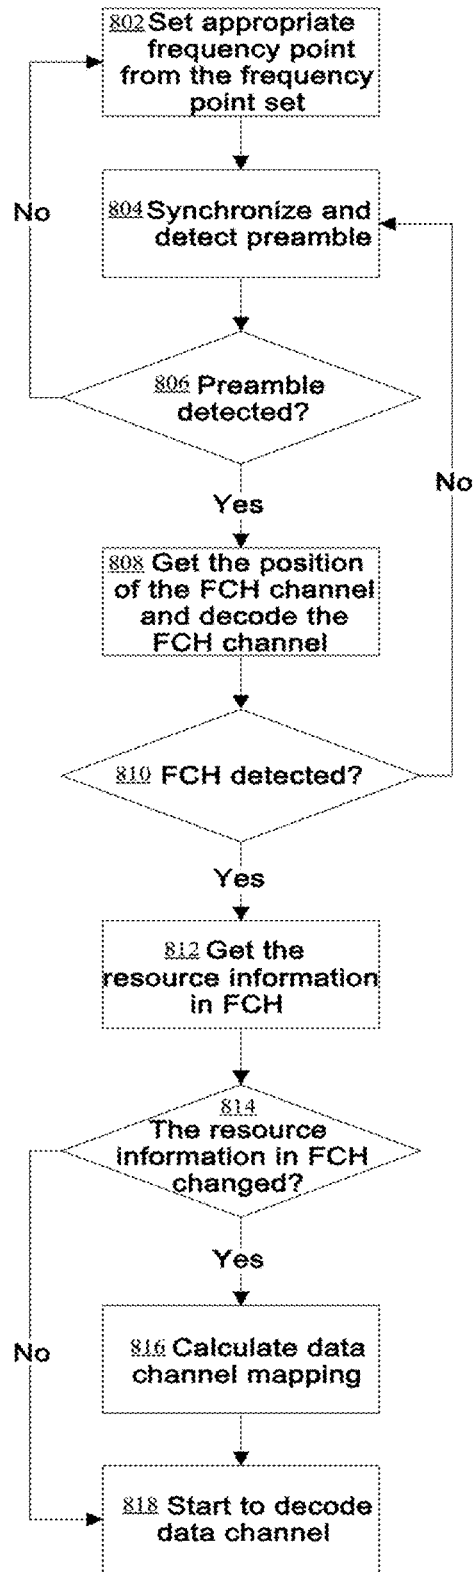 802 Set appropriate
frequency point
from the frequency
point set
No
804 Synchronize and
detect preamble
806 Preamble
detected?
No
Yes
808 Get the position
of the FCH channel
and decode the
FCH channel
810 FCH detected?
Yes
812 Get the
resource information
in FCH
814
The resource
information in FCH
changed?
Yes
816 Calculate data
channel mapping
No
818 Start to decode
data channel